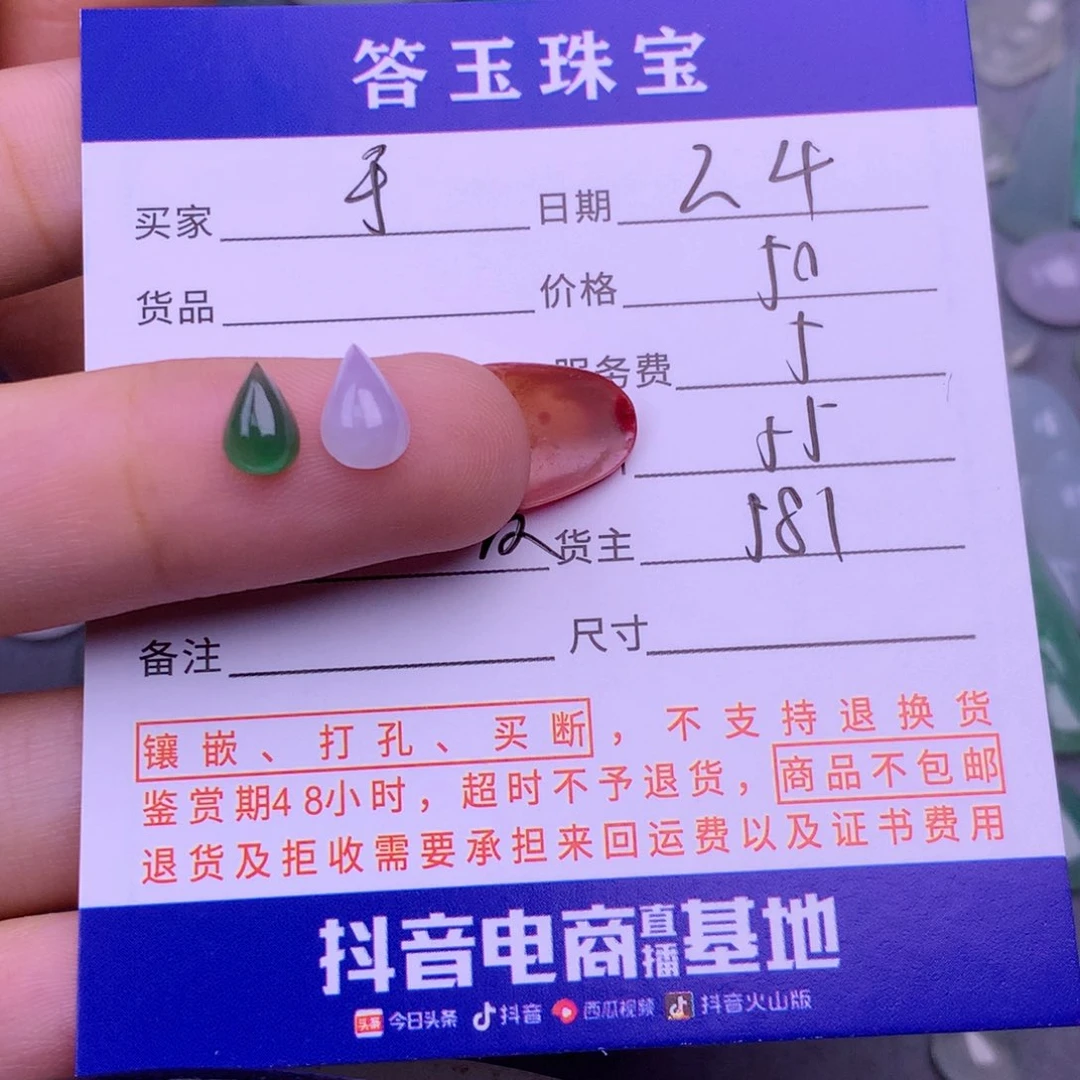 答玉珠宝
买家 日期 24
货品 价格 50
服务费 5
55
货主 581
备注 尺寸
镶嵌、打孔、买断，不支持退换货
鉴赏期48小时，超时不予退货，商品不包邮
退货及拒收需要承担来回运费以及证书费用
抖音电商直播基地
头条 今日头条 抖音 西瓜视频 抖音火山版